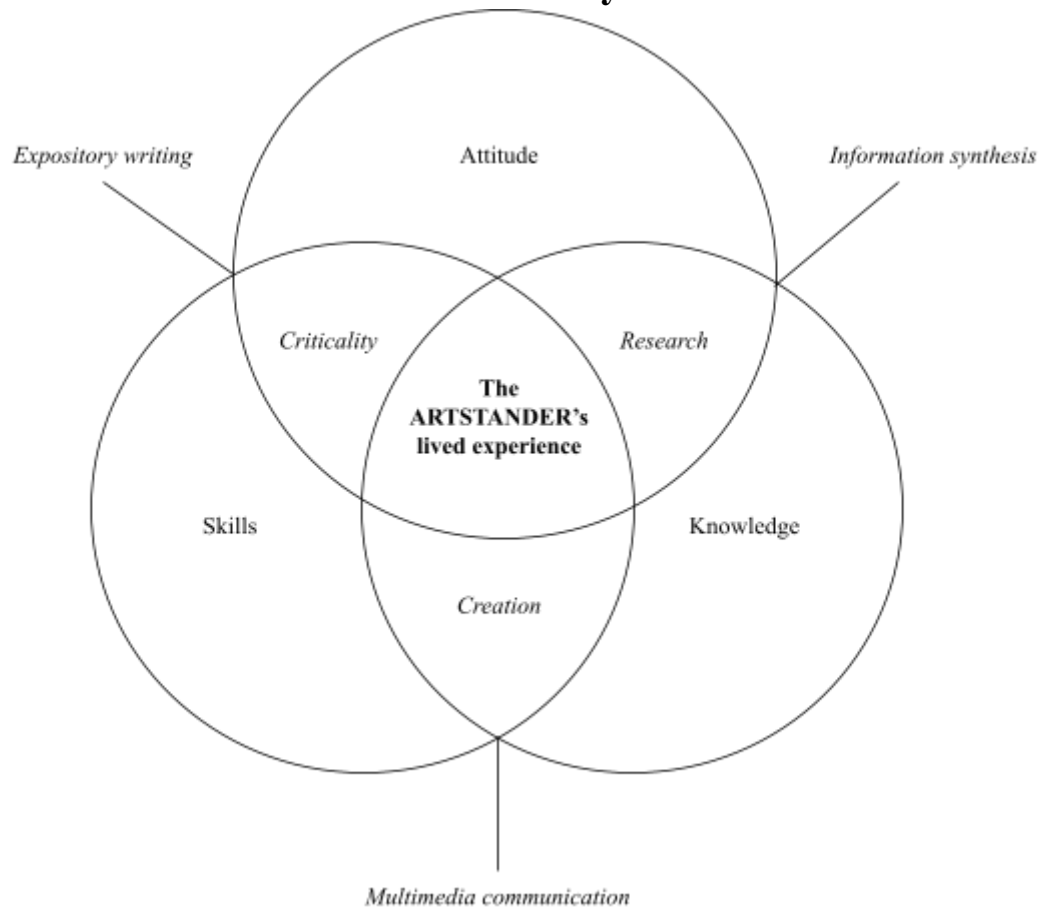 Attitude
Expository writing
Information synthesis
Criticality
Research
The
ARTSTANDER’s
lived experience
Skills
Knowledge
Creation
Multimedia communication